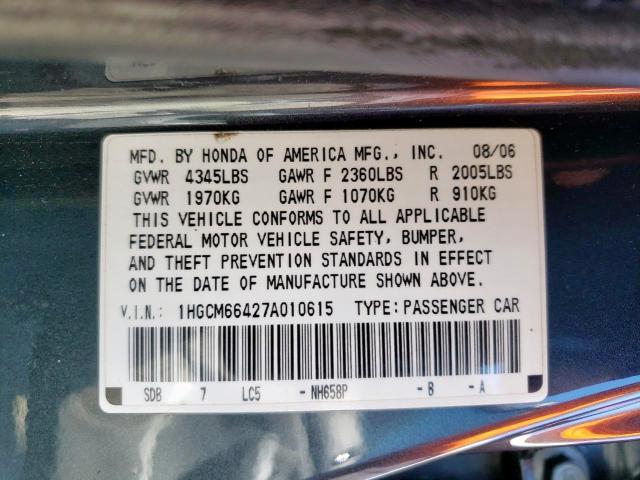 MFD. BY HONDA OF AMERICA MFG., INC. 08/06
GVWR 4345LBS GAWR F 2360LBS R 2005LBS
GVWR 1970KG GAWR F 1070KG R 910KG
THIS VEHICLE CONFORMS TO ALL APPLICABLE
FEDERAL MOTOR VEHICLE SAFETY, BUMPER,
AND THEFT PREVENTION STANDARDS IN EFFECT
ON THE DATE OF MANUFACTURE SHOWN ABOVE.
V.I.N.: 1HGCM66427A010615 TYPE: PASSENGER CAR
SDB 7 LC5 -NH658P -B -A